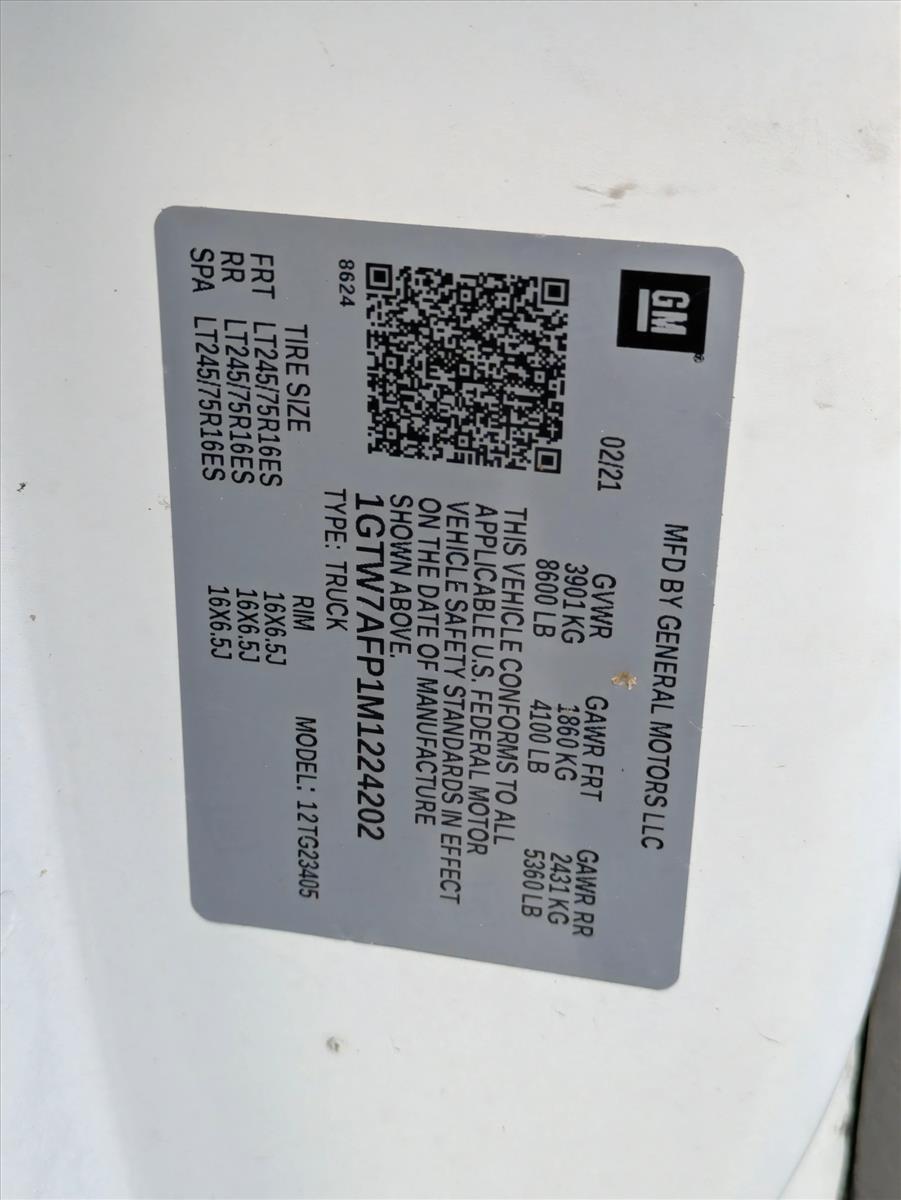 GM®
MFD BY GENERAL MOTORS LLC
02/21
GVWR GAWR FRT GAWR RR
3901 KG 1860 KG 2431 KG
8600 LB 4100 LB 5360 LB
THIS VEHICLE CONFORMS TO ALL
APPLICABLE U.S. FEDERAL MOTOR
VEHICLE SAFETY STANDARDS IN EFFECT
ON THE DATE OF MANUFACTURE
SHOWN ABOVE.
1GTW7AFP1M1224202
8624
TYPE: TRUCK MODEL: 12TG23405
TIRE SIZE RIM
FRT LT245/75R16ES 16X6.5J
RR LT245/75R16ES 16X6.5J
SPA LT245/75R16ES 16X6.5J